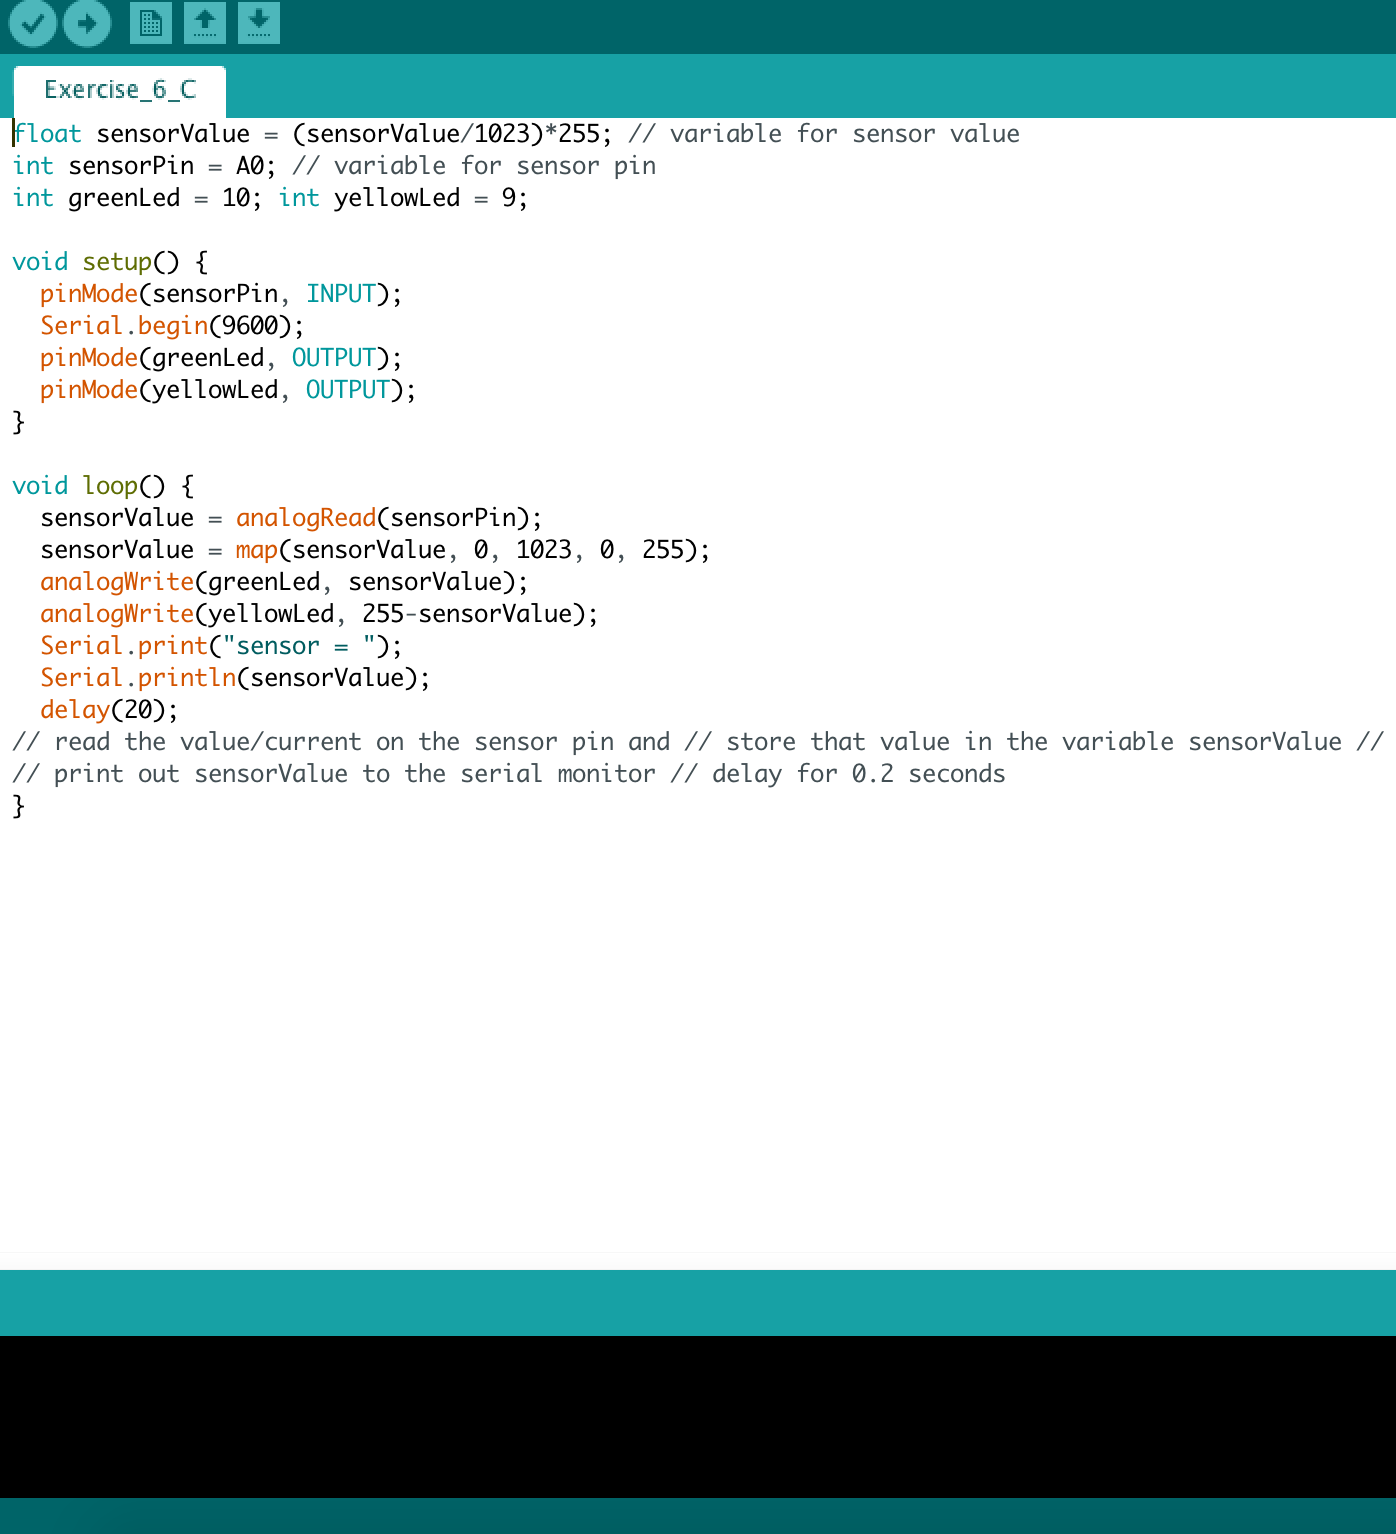 Exercise_6_C
float sensorValue = (sensorValue/1023)*255; // variable for sensor value
int sensorPin = A0; // variable for sensor pin
int greenLed = 10; int yellowLed = 9;
void setup() {
  pinMode(sensorPin, INPUT);
  Serial.begin(9600);
  pinMode(greenLed, OUTPUT);
  pinMode(yellowLed, OUTPUT);
}
void loop() {
  sensorValue = analogRead(sensorPin);
  sensorValue = map(sensorValue, 0, 1023, 0, 255);
  analogWrite(greenLed, sensorValue);
  analogWrite(yellowLed, 255-sensorValue);
  Serial.print("sensor = ");
  Serial.println(sensorValue);
  delay(20);
// read the value/current on the sensor pin and // store that value in the variable sensorValue //
// print out sensorValue to the serial monitor // delay for 0.2 seconds
}